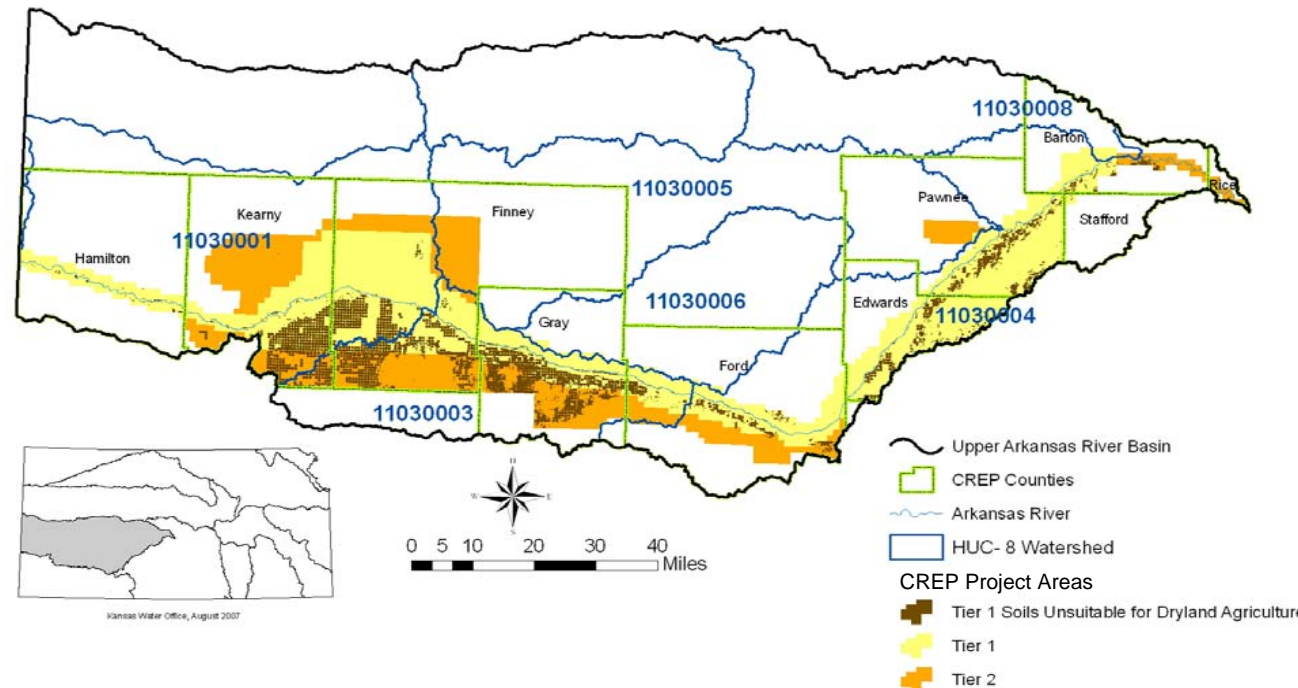 11030008
Barton
Rice
11030005
Pawnee
Kearny
Finney
Stafford
11030001
Hamilton
11030006
Edwards
11030004
Gray
Ford
11030003
N
W E
S
0 5 10 20 30 40
Miles
Kansas Water Office, August 2007
Upper Arkansas River Basin
CREP Counties
Arkansas River
HUC- 8 Watershed
CREP Project Areas
Tier 1 Soils Unsuitable for Dryland Agriculture
Tier 1
Tier 2